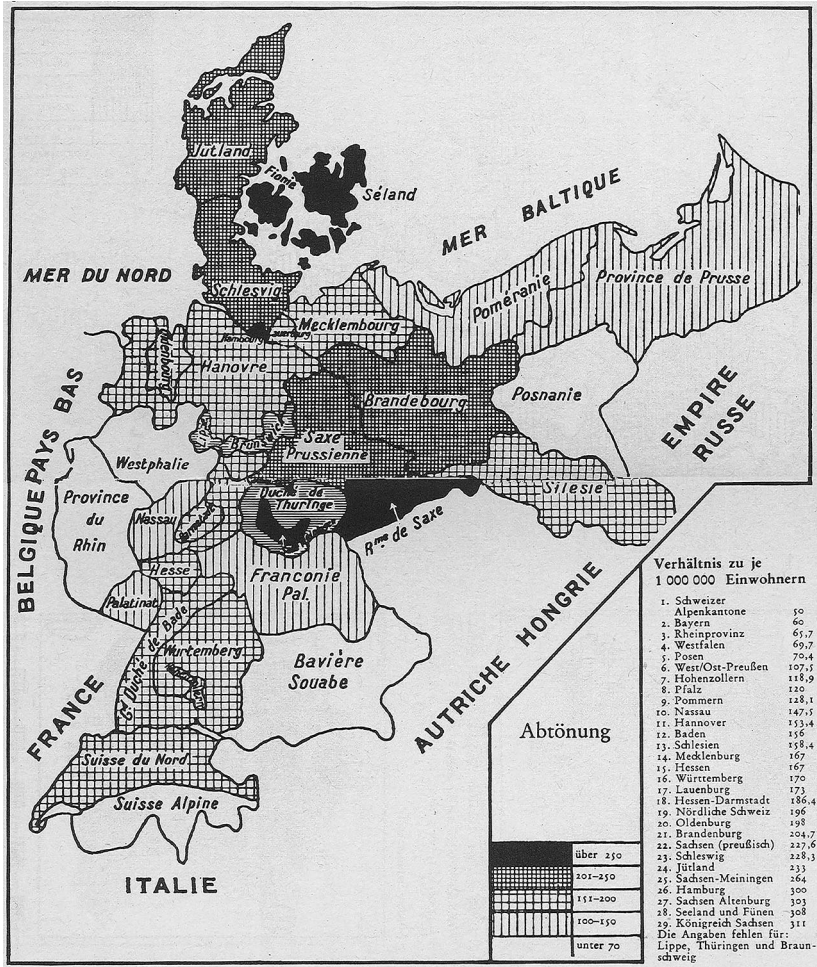 Jutland
Fionie
Séland
MER BALTIQUE
MER DU NORD
Schlesvig
Mecklembourg
Poméranie
Province de Prusse
Hambourg
Oldenbourg
Hanovre
Brandebourg
Posnanie
EMPIRE
RUSSE
PAYS BAS
BELGIQUE
Brunswick
Saxe
Prussienne
Westphalie
Silesie
Province
du
Rhin
Nassau
Darmstadt
Duché de
Thuringe
Rme de Saxe
Hesse
Franconie
Pal.
Palatinat
Gd Duché de Bade
Wurtemberg
Bavière
Souabe
AUTRICHE HONGRIE
FRANCE
Suisse du Nord
Suisse Alpine
ITALIE
Verhältnis zu je
1 000 000 Einwohnern
1. Schweizer
Alpenkantone 50
2. Bayern 60
3. Rheinprovinz 65,7
4. Westfalen 69,7
5. Posen 70,4
6. West/Ost-Preußen 107,5
7. Hohenzollern 118,9
8. Pfalz 120
9. Pommern 128,1
10. Nassau 147,5
11. Hannover 153,4
12. Baden 156
13. Schlesien 158,4
14. Mecklenburg 167
15. Hessen 167
16. Württemberg 170
17. Lauenburg 173
18. Hessen-Darmstadt 186,4
19. Nördliche Schweiz 196
20. Oldenburg 198
21. Brandenburg 204,7
22. Sachsen (preußisch) 227,6
23. Schleswig 228,3
24. Jütland 233
25. Sachsen-Meiningen 264
26. Hamburg 300
27. Sachsen Altenburg 303
28. Seeland und Fünen 308
29. Königreich Sachsen 311
Die Angaben fehlen für:
Lippe, Thüringen und Braun-
schweig
Abtönung
über 250
201–250
151–200
100–150
unter 70